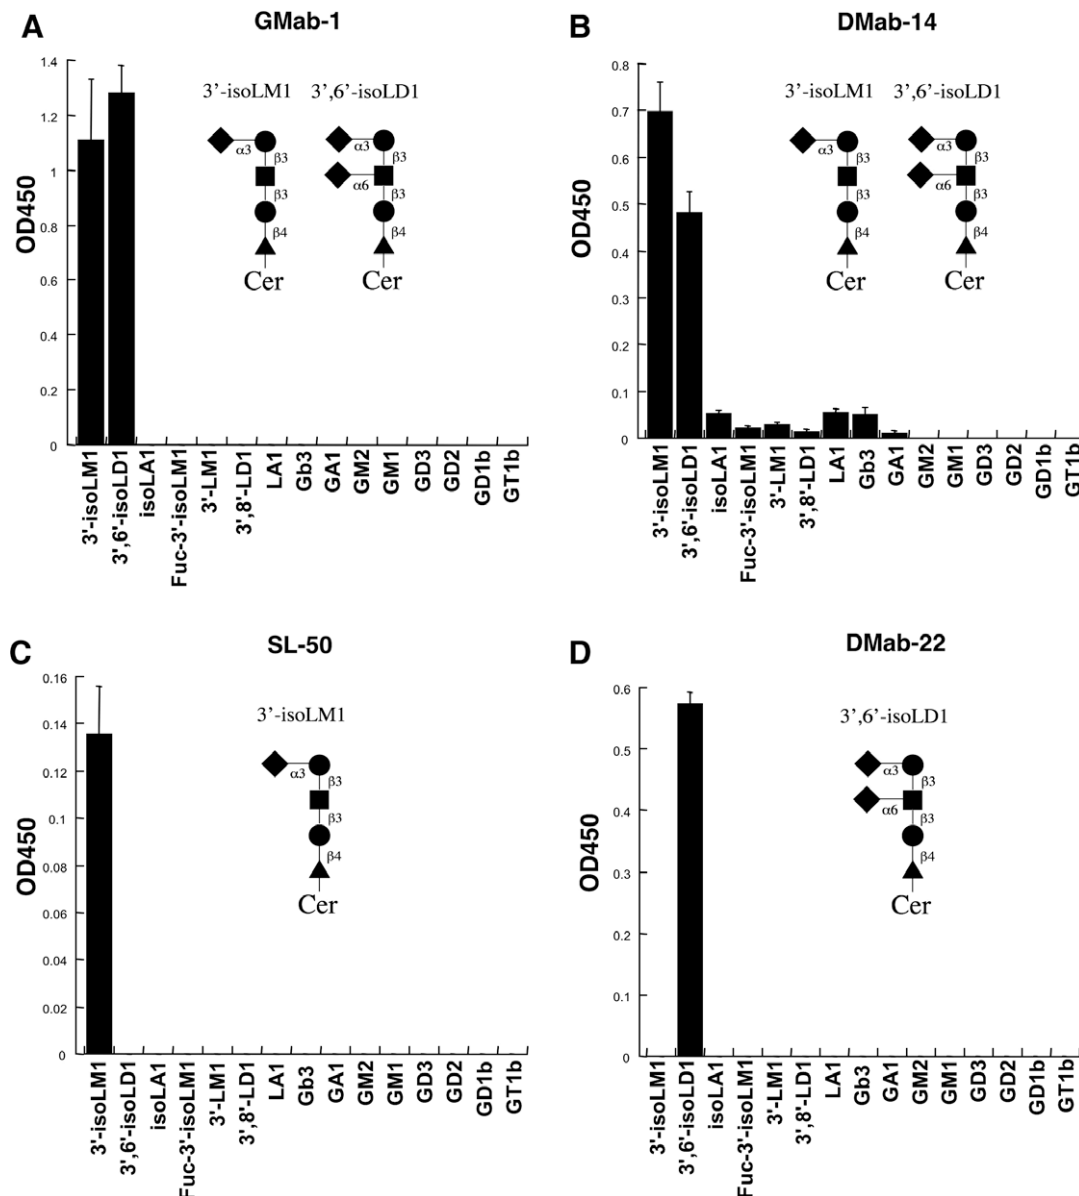 A
GMab-1
1.4
1.2
1
0.8
0.6
0.4
0.2
0
OD450
3’-isoLM1
3’,6’-isoLD1
α3
β3
β3
β4
Cer
α3
β3
α6
β3
β4
Cer
3'-isoLM1
3',6'-isoLD1
isoLA1
Fuc-3'-isoLM1
3'-LM1
3',8'-LD1
LA1
Gb3
GA1
GM2
GM1
GD3
GD2
GD1b
GT1b
B
DMab-14
0.8
0.7
0.6
0.5
0.4
0.3
0.2
0.1
0
OD450
3’-isoLM1
3’,6’-isoLD1
α3
β3
β3
β4
Cer
α3
β3
α6
β3
β4
Cer
3'-isoLM1
3',6'-isoLD1
isoLA1
Fuc-3'-isoLM1
3'-LM1
3',8'-LD1
LA1
Gb3
GA1
GM2
GM1
GD3
GD2
GD1b
GT1b
C
SL-50
0.16
0.14
0.12
0.1
0.08
0.06
0.04
0.02
0
OD450
3’-isoLM1
α3
β3
β3
β4
Cer
3'-isoLM1
3',6'-isoLD1
isoLA1
Fuc-3'-isoLM1
3'-LM1
3',8'-LD1
LA1
Gb3
GA1
GM2
GM1
GD3
GD2
GD1b
GT1b
D
DMab-22
0.6
0.5
0.4
0.3
0.2
0.1
0
OD450
3’,6’-isoLD1
α3
β3
α6
β3
β4
Cer
3'-isoLM1
3',6'-isoLD1
isoLA1
Fuc-3'-isoLM1
3'-LM1
3',8'-LD1
LA1
Gb3
GA1
GM2
GM1
GD3
GD2
GD1b
GT1b